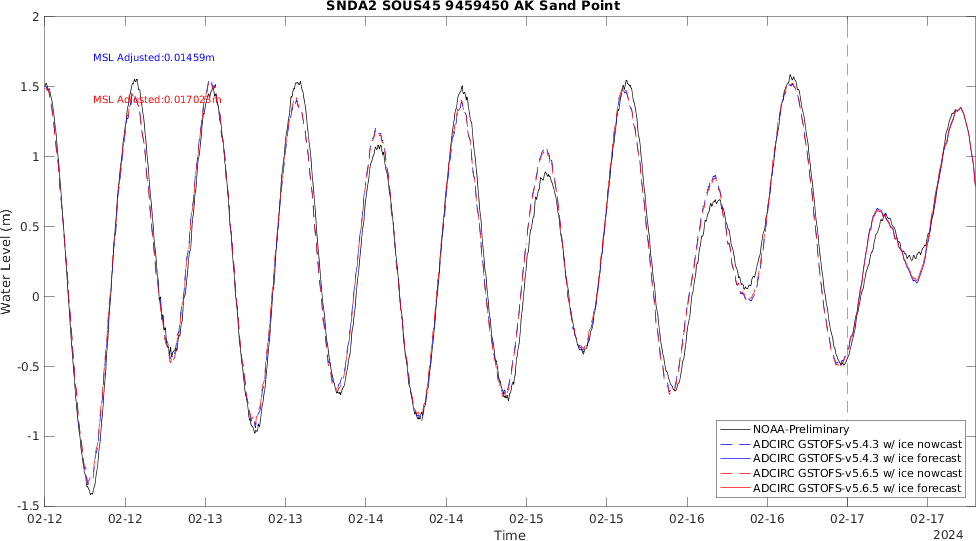 SNDA2 SOUS45 9459450 AK Sand Point
2
1.5
1
0.5
0
-0.5
-1
-1.5
Water Level (m)
MSL Adjusted:0.01459m
MSL Adjusted:0.017023m
NOAA-Preliminary
ADCIRC GSTOFS-v5.4.3 w/ ice nowcast
ADCIRC GSTOFS-v5.4.3 w/ ice forecast
ADCIRC GSTOFS-v5.6.5 w/ ice nowcast
ADCIRC GSTOFS-v5.6.5 w/ ice forecast
02-12 02-12 02-13 02-13 02-14 02-14 02-15 02-15 02-16 02-16 02-17 02-17
Time
2024